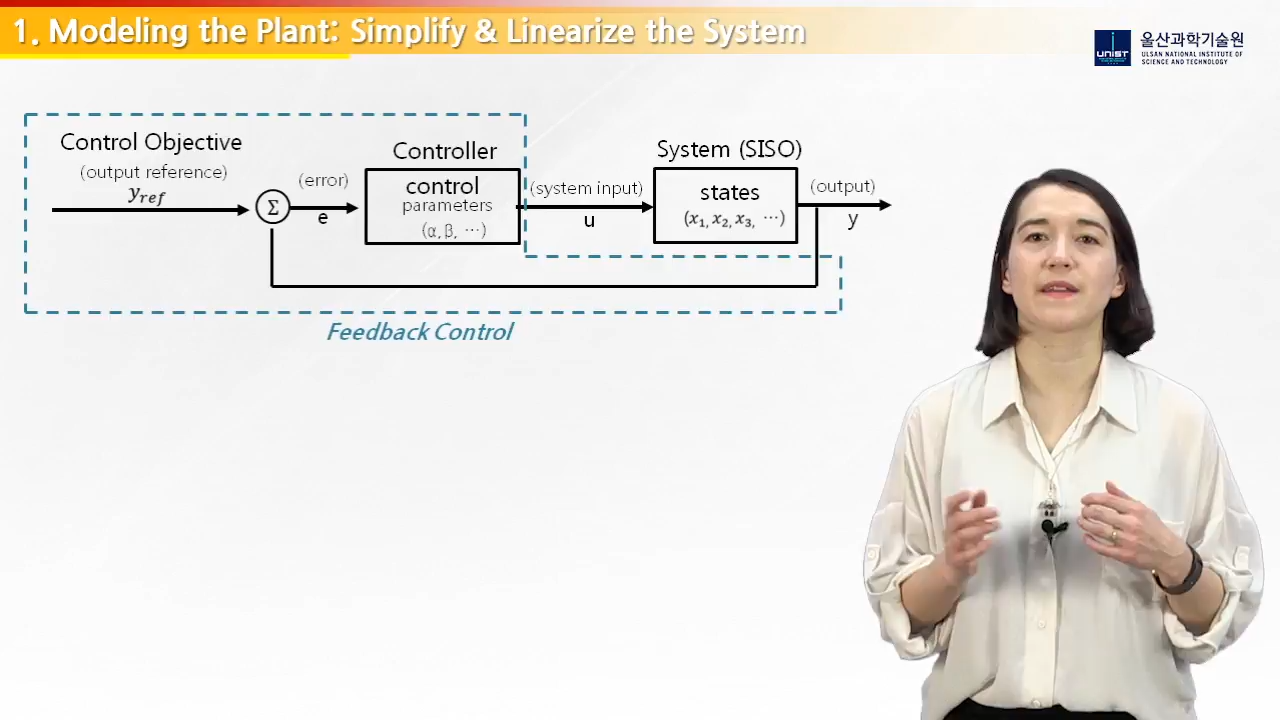 1. Modeling the Plant: Simplify & Linearize the System
UNIST
울산과학기술원
ULSAN NATIONAL INSTITUTE OF
SCIENCE AND TECHNOLOGY
Control Objective
(output reference)
y_ref
Σ
(error)
e
Controller
control
parameters
(α, β, ⋯)
(system input)
u
System (SISO)
states
(x₁, x₂, x₃, ⋯)
(output)
y
Feedback Control